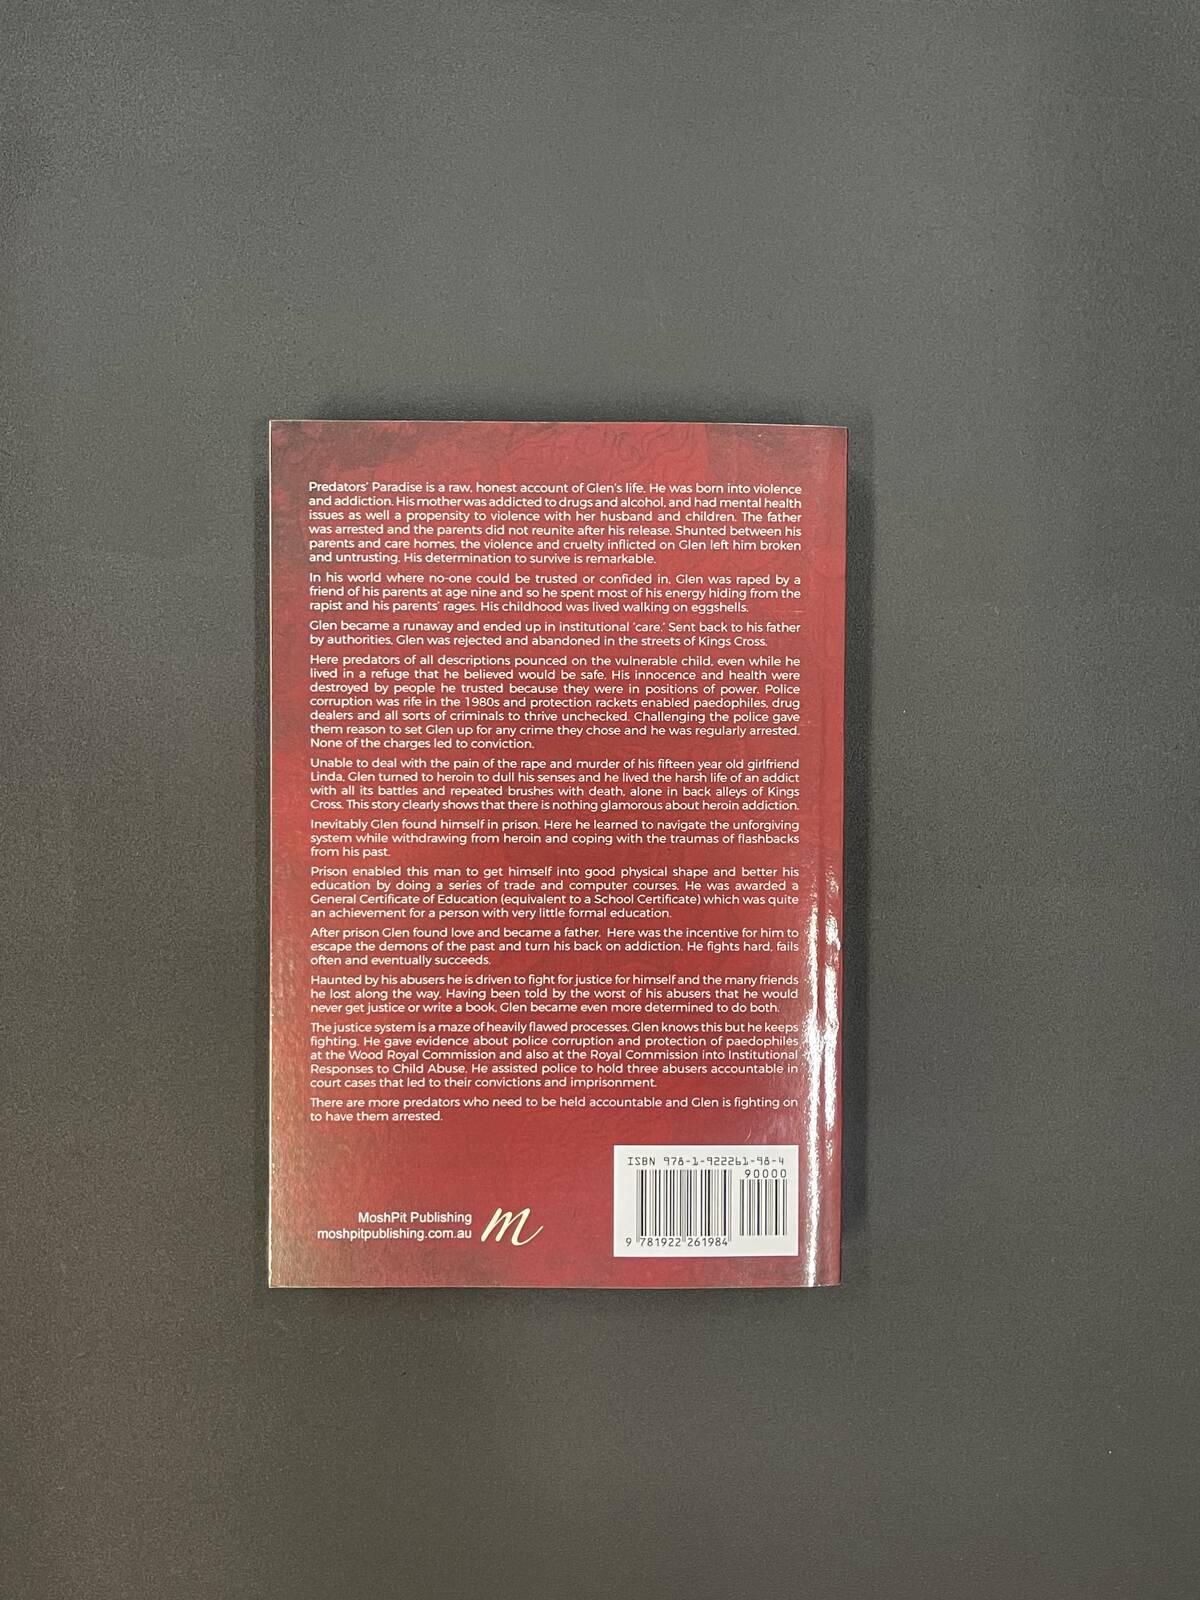 Predators' Paradise is a raw, honest account of Glen's life. He was born into violence
and addiction. His mother was addicted to drugs and alcohol, and had mental health
issues as well a propensity to violence with her husband and children. The father
was arrested and the parents did not reunite after his release. Shunted between his
parents and care homes, the violence and cruelty inflicted on Glen left him broken
and untrusting. His determination to survive is remarkable.
In his world where no-one could be trusted or confided in, Glen was raped by a
friend of his parents at age nine and so he spent most of his energy hiding from the
rapist and his parents' rages. His childhood was lived walking on eggshells.
Glen became a runaway and ended up in institutional 'care.' Sent back to his father
by authorities, Glen was rejected and abandoned in the streets of Kings Cross.
Here predators of all descriptions pounced on the vulnerable child, even while he
lived in a refuge that he believed would be safe. His innocence and health were
destroyed by people he trusted because they were in positions of power. Police
corruption was rife in the 1980s and protection rackets enabled paedophiles, drug
dealers and all sorts of criminals to thrive unchecked. Challenging the police gave
them reason to set Glen up for any crime they chose and he was regularly arrested.
None of the charges led to conviction.
Unable to deal with the pain of the rape and murder of his fifteen year old girlfriend
Linda, Glen turned to heroin to dull his senses and he lived the harsh life of an addict
with all its battles and repeated brushes with death, alone in back alleys of Kings
Cross. This story clearly shows that there is nothing glamorous about heroin addiction.
Inevitably Glen found himself in prison. Here he learned to navigate the unforgiving
system while withdrawing from heroin and coping with the traumas of flashbacks
from his past.
Prison enabled this man to get himself into good physical shape and better his
education by doing a series of trade and computer courses. He was awarded a
General Certificate of Education (equivalent to a School Certificate) which was quite
an achievement for a person with very little formal education.
After prison Glen found love and became a father. Here was the incentive for him to
escape the demons of the past and turn his back on addiction. He fights hard, fails
often and eventually succeeds.
Haunted by his abusers he is driven to fight for justice for himself and the many friends
he lost along the way. Having been told by the worst of his abusers that he would
never get justice or write a book, Glen became even more determined to do both.
The justice system is a maze of heavily flawed processes. Glen knows this but he keeps
fighting. He gave evidence about police corruption and protection of paedophiles
at the Wood Royal Commission and also at the Royal Commission into Institutional
Responses to Child Abuse. He assisted police to hold three abusers accountable in
court cases that led to their convictions and imprisonment.
There are more predators who need to be held accountable and Glen is fighting on
to have them arrested.
ISBN 978-1-922261-98-4
90000
9 781922 261984
MoshPit Publishing
moshpitpublishing.com.au
m